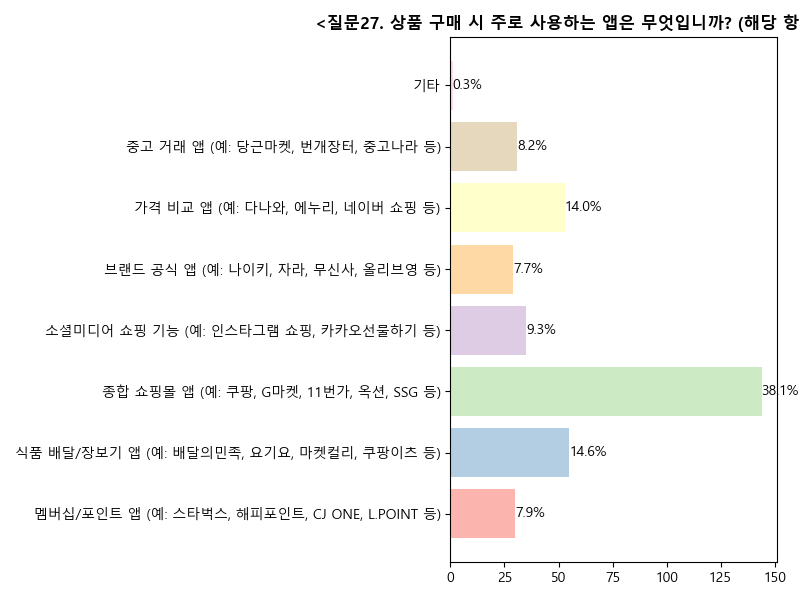 <질문27. 상품 구매 시 주로 사용하는 앱은 무엇입니까? (해당 항
기타 0.3%
중고 거래 앱 (예: 당근마켓, 번개장터, 중고나라 등) 8.2%
가격 비교 앱 (예: 다나와, 에누리, 네이버 쇼핑 등) 14.0%
브랜드 공식 앱 (예: 나이키, 자라, 무신사, 올리브영 등) 7.7%
소셜미디어 쇼핑 기능 (예: 인스타그램 쇼핑, 카카오선물하기 등) 9.3%
종합 쇼핑몰 앱 (예: 쿠팡, G마켓, 11번가, 옥션, SSG 등) 38.1%
식품 배달/장보기 앱 (예: 배달의민족, 요기요, 마켓컬리, 쿠팡이츠 등) 14.6%
멤버십/포인트 앱 (예: 스타벅스, 해피포인트, CJ ONE, L.POINT 등) 7.9%
0 25 50 75 100 125 150